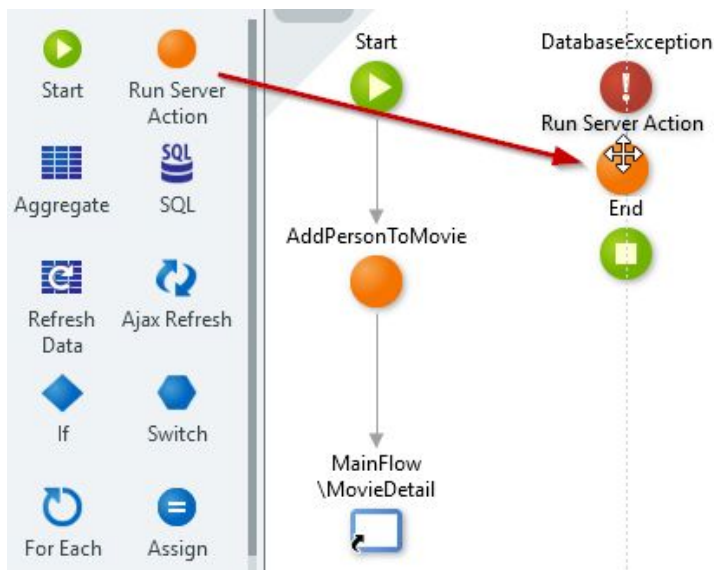 Start
Run Server
Action
Aggregate
SQL
SQL
Refresh
Data
Ajax Refresh
If
Switch
For Each
Assign
Start
AddPersonToMovie
MainFlow
\MovieDetail
DatabaseException
Run Server Action
End